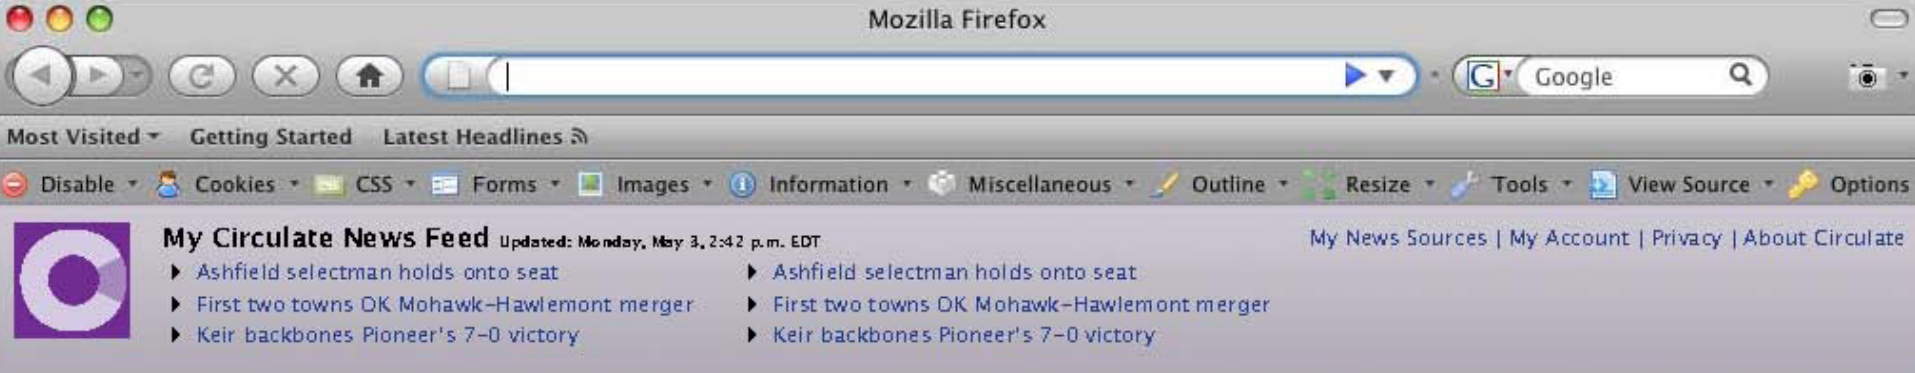 Mozilla Firefox
G Google
Most Visited Getting Started Latest Headlines
Disable Cookies CSS Forms Images Information Miscellaneous Outline Resize Tools View Source Options
My Circulate News Feed Updated: Monday, May 3, 2:42 p.m. EDT My News Sources | My Account | Privacy | About Circulate
Ashfield selectman holds onto seat Ashfield selectman holds onto seat
First two towns OK Mohawk-Hawlemont merger First two towns OK Mohawk-Hawlemont merger
Keir backbones Pioneer's 7-0 victory Keir backbones Pioneer's 7-0 victory